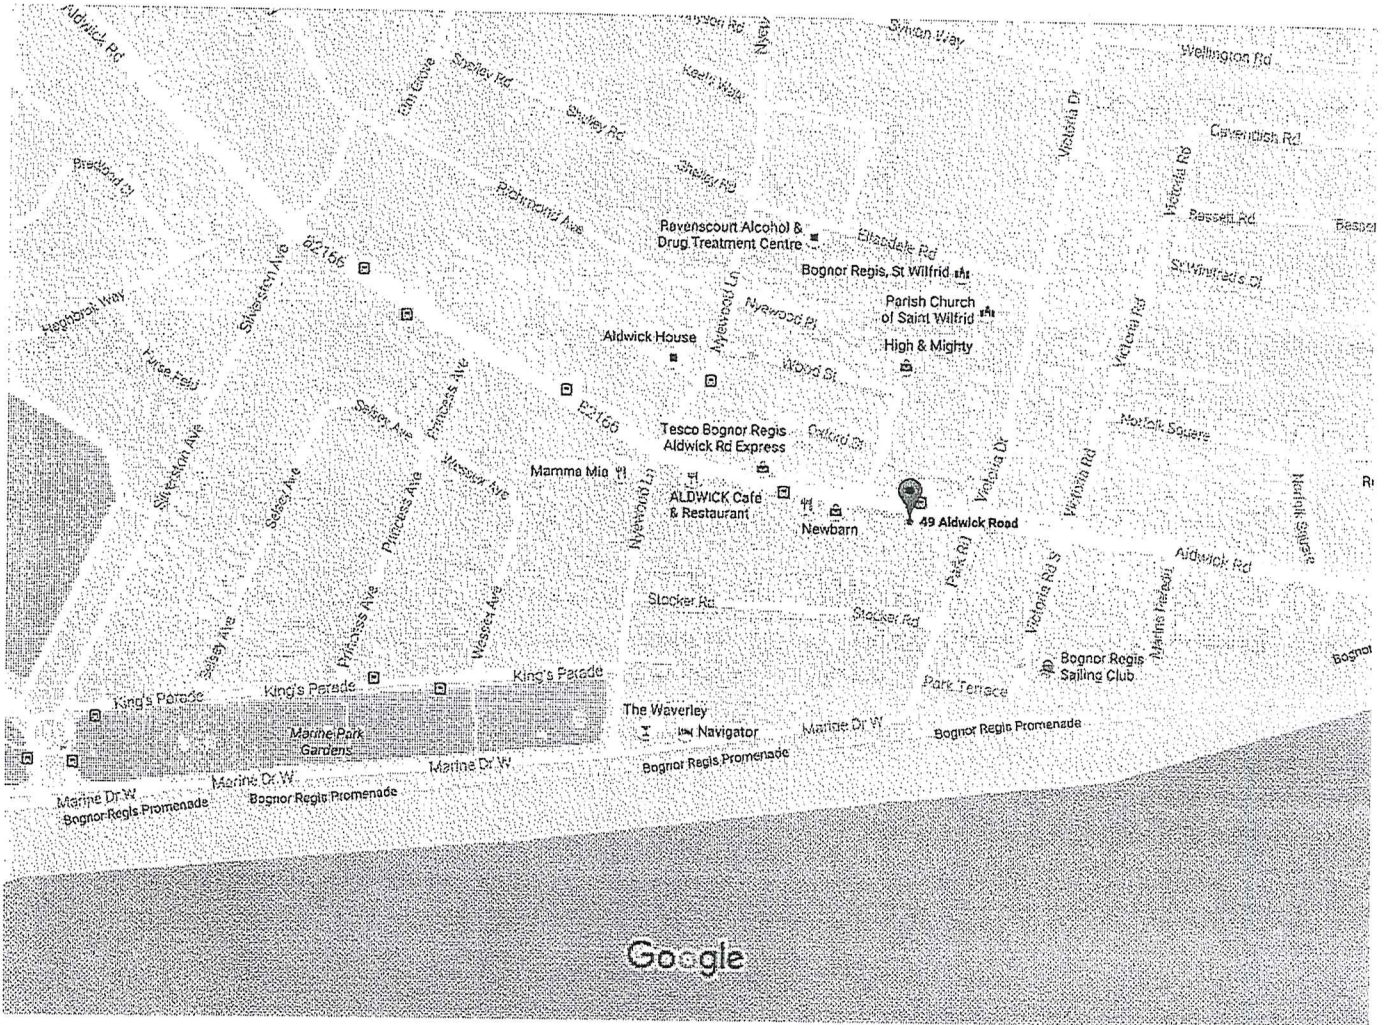 Aldwick Rd
Elm Grove
Shelley Rd
Keats Walk
Sylvan Way
Wellington Rd
Shelley Rd
Victoria Dr
Cavendish Rd
Shelley Rd
Victoria Rd
Richmond Ave
Bassett Rd
B2166
Silverston Ave
Ravenscourt Alcohol &
Drug Treatment Centre
Ellasdale Rd
Bognor Regis, St Wilfrid
St Winifred's Cl
Nyewood Ln
Nyewood Pl
Parish Church
of Saint Wilfrid
Victoria Rd
Aldwick House
High & Mighty
Furse Feld
Wood St
Princess Ave
Selsey Ave
B2166
Tesco Bognor Regis
Aldwick Rd Express
Oxford St
Norfolk Square
Wessex Ave
Mamma Mia
Victoria Dr
Victoria Rd
Silverston Ave
Selsey Ave
Princess Ave
Nyewood Ln
ALDWICK Cafe
& Restaurant
Newbarn
49 Aldwick Road
Norfolk Square
Park Rd
Aldwick Rd
Victoria Rd S
Stocker Rd
Stocker Rd
Princess Ave
Wessex Ave
Selsey Ave
Bognor Regis
Sailing Club
King's Parade
King's Parade
King's Parade
Park Terrace
The Waverley
Navigator
Marine Park
Gardens
Marine Dr W
Bognor Regis Promenade
Marine Dr W
Marine Dr W
Bognor Regis Promenade
Marine Dr W
Bognor Regis Promenade
Bognor Regis Promenade
Google